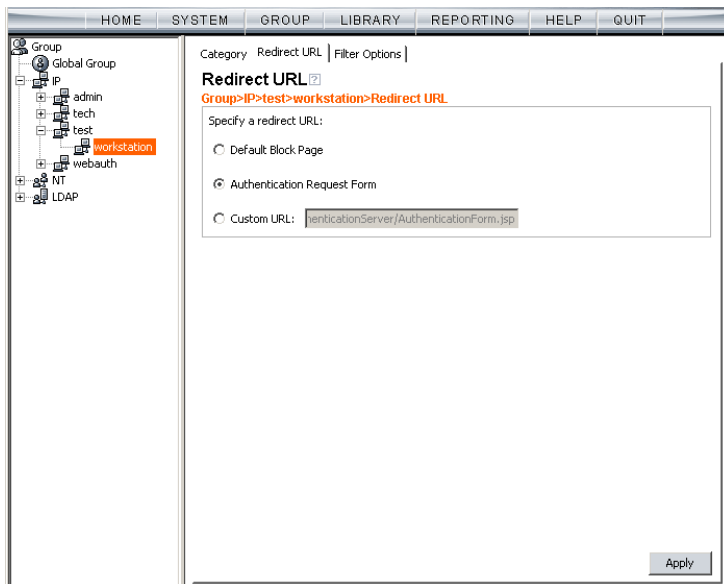 HOME SYSTEM GROUP LIBRARY REPORTING HELP QUIT
Group
Global Group
IP
admin
tech
test
workstation
webauth
NT
LDAP
Category Redirect URL Filter Options
Redirect URL ?
Group>IP>test>workstation>Redirect URL
Specify a redirect URL:
Default Block Page
Authentication Request Form
Custom URL: henticationServer/AuthenticationForm.jsp
Apply